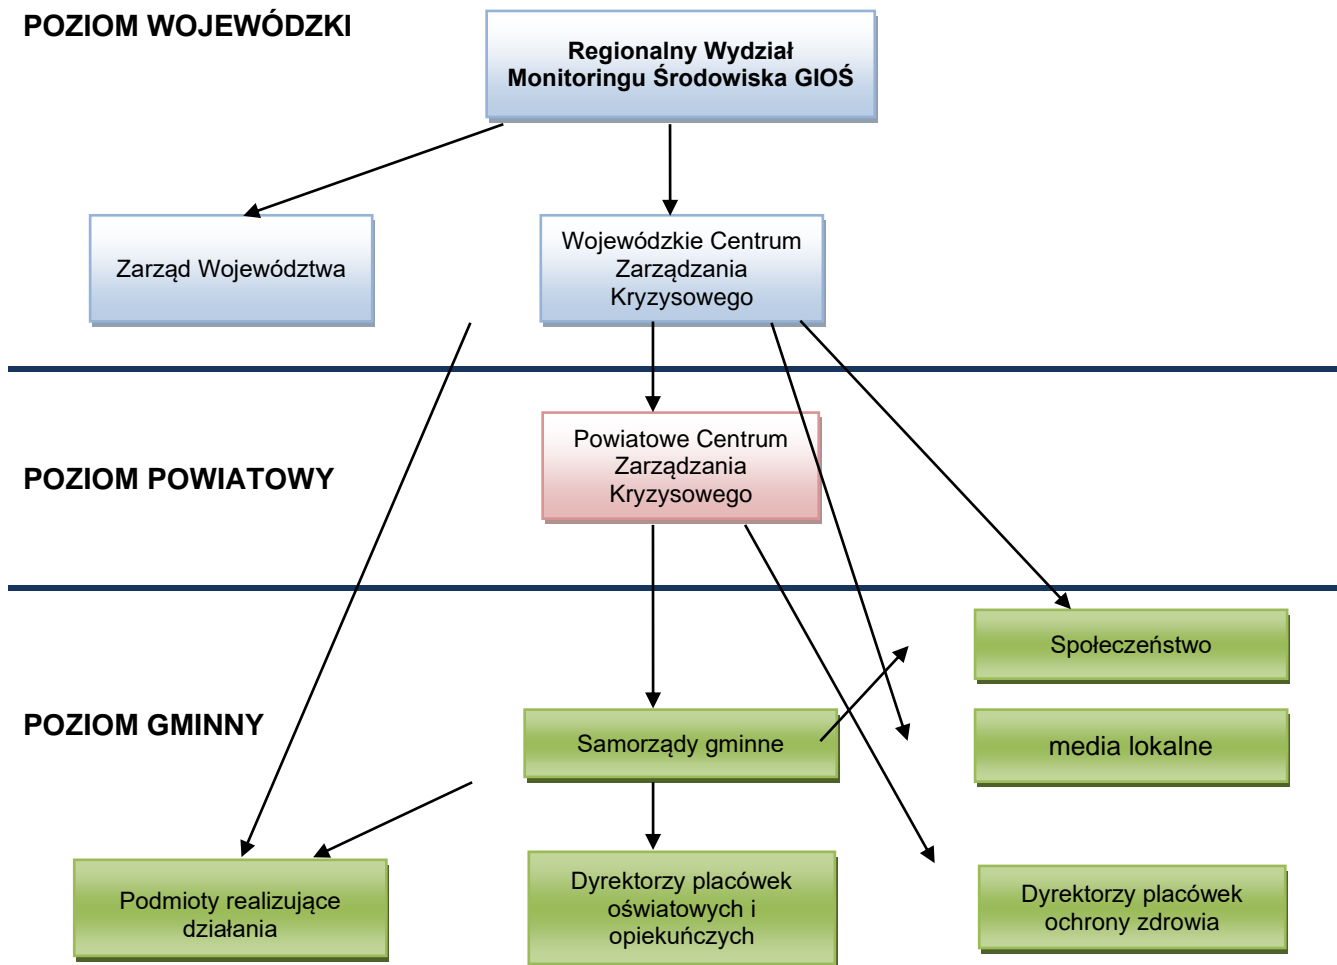 POZIOM WOJEWÓDZKI
Regionalny Wydział
Monitoringu Środowiska GIOŚ
Zarząd Województwa
Wojewódzkie Centrum
Zarządzania
Kryzysowego
POZIOM POWIATOWY
Powiatowe Centrum
Zarządzania
Kryzysowego
Społeczeństwo
POZIOM GMINNY
Samorządy gminne
media lokalne
Podmioty realizujące
działania
Dyrektorzy placówek
oświatowych i
opiekuńczych
Dyrektorzy placówek
ochrony zdrowia